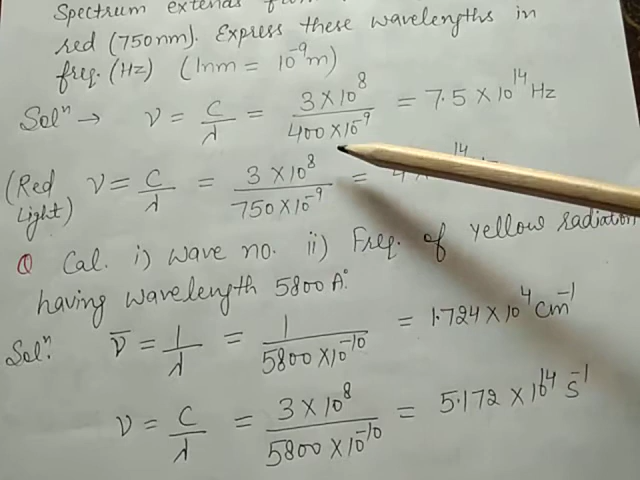 Spectrum extends from
red (750nm). Express these wavelengths in
freq. (Hz) (1nm = 10⁻⁹m)
Solⁿ → ν = C/λ = 3×10⁸/400×10⁻⁹ = 7.5 × 10¹⁴ Hz
(Red Light) ν = C/λ = 3×10⁸/750×10⁻⁹ = 4× 10¹⁴
Q Cal. i) wave no. ii) Freq. of yellow radiation
having wavelength 5800 A°.
Solⁿ. ν̅ = 1/λ = 1/5800×10⁻¹⁰ = 1.724 × 10⁴ cm⁻¹
ν = C/λ = 3×10⁸/5800×10⁻¹⁰ = 5.172 × 10¹⁴ S⁻¹